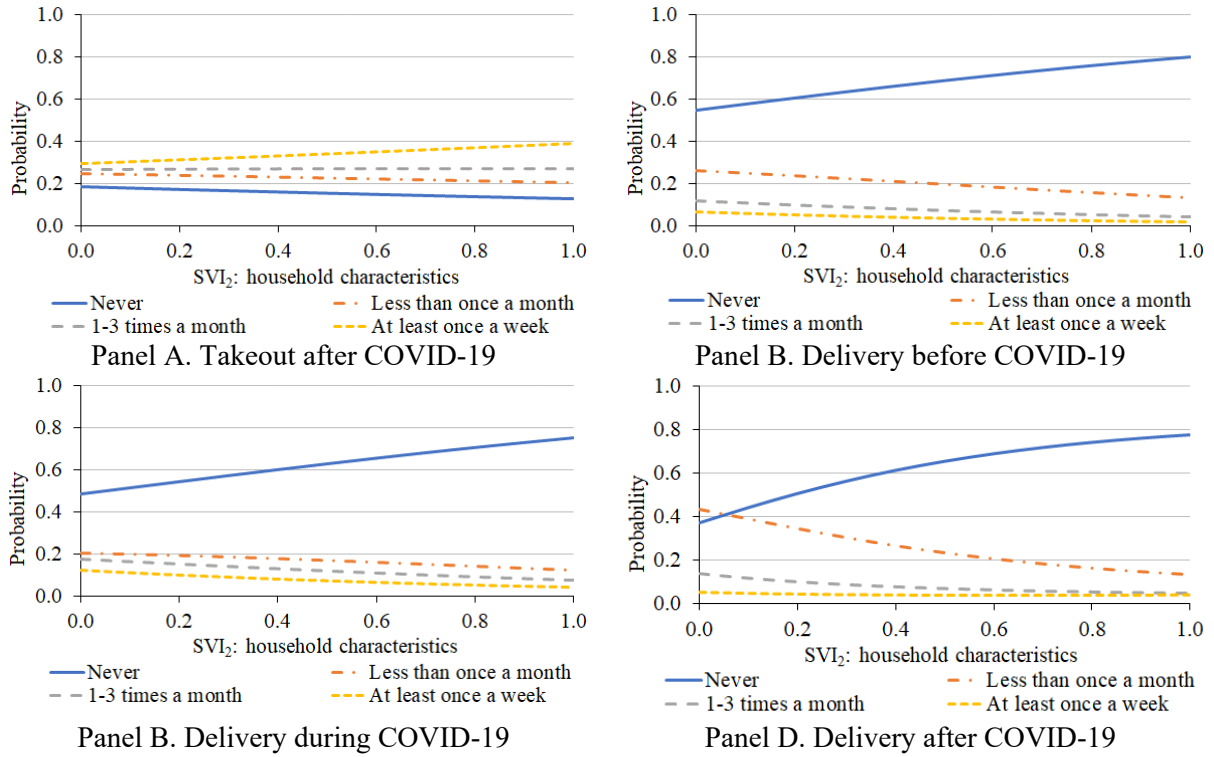 1.0
0.8
0.6
0.4
0.2
0.0
Probability
0.0 0.2 0.4 0.6 0.8 1.0
SVI2: household characteristics
Never Less than once a month
1-3 times a month At least once a week
Panel A. Takeout after COVID-19
1.0
0.8
0.6
0.4
0.2
0.0
Probability
0.0 0.2 0.4 0.6 0.8 1.0
SVI2: household characteristics
Never Less than once a month
1-3 times a month At least once a week
Panel B. Delivery before COVID-19
1.0
0.8
0.6
0.4
0.2
0.0
Probability
0.0 0.2 0.4 0.6 0.8 1.0
SVI2: household characteristics
Never Less than once a month
1-3 times a month At least once a week
Panel B. Delivery during COVID-19
1.0
0.8
0.6
0.4
0.2
0.0
Probability
0.0 0.2 0.4 0.6 0.8 1.0
SVI2: household characteristics
Never Less than once a month
1-3 times a month At least once a week
Panel D. Delivery after COVID-19